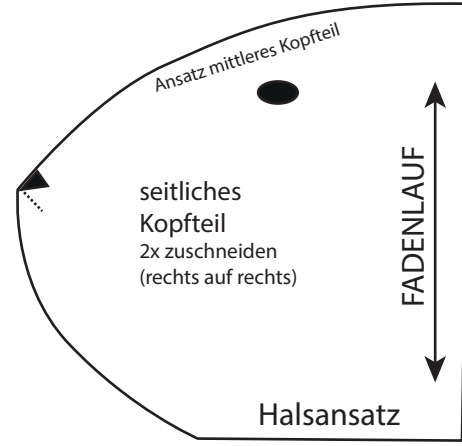 Ansatz mittleres Kopfteil
seitliches
Kopfteil
2x zuschneiden
(rechts auf rechts)
FADENLAUF
Halsansatz